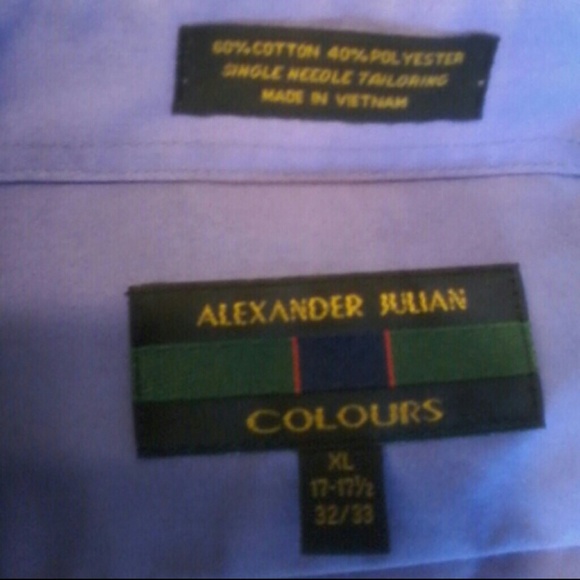 60% COTTON 40% POLYESTER
SINGLE NEEDLE TAILORING
MADE IN VIETNAM
ALEXANDER JULIAN
COLOURS
XL
17-17½
32/33